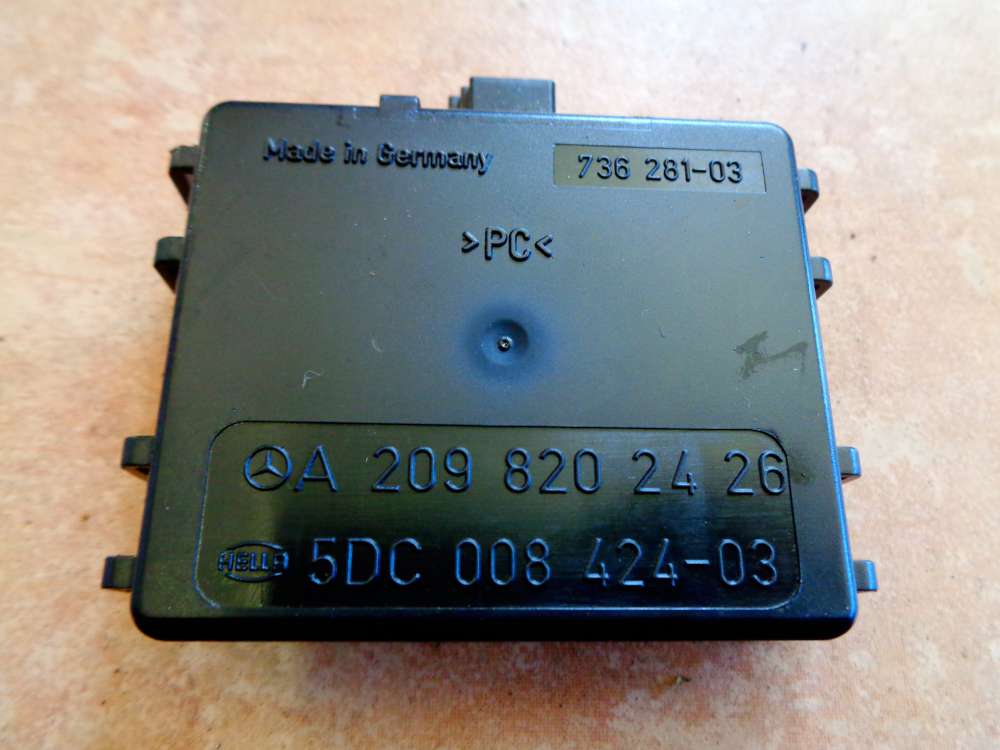 Made in Germany
736 281-03
>PC<
A 209 820 24 26
HELLA 5DC 008 424-03